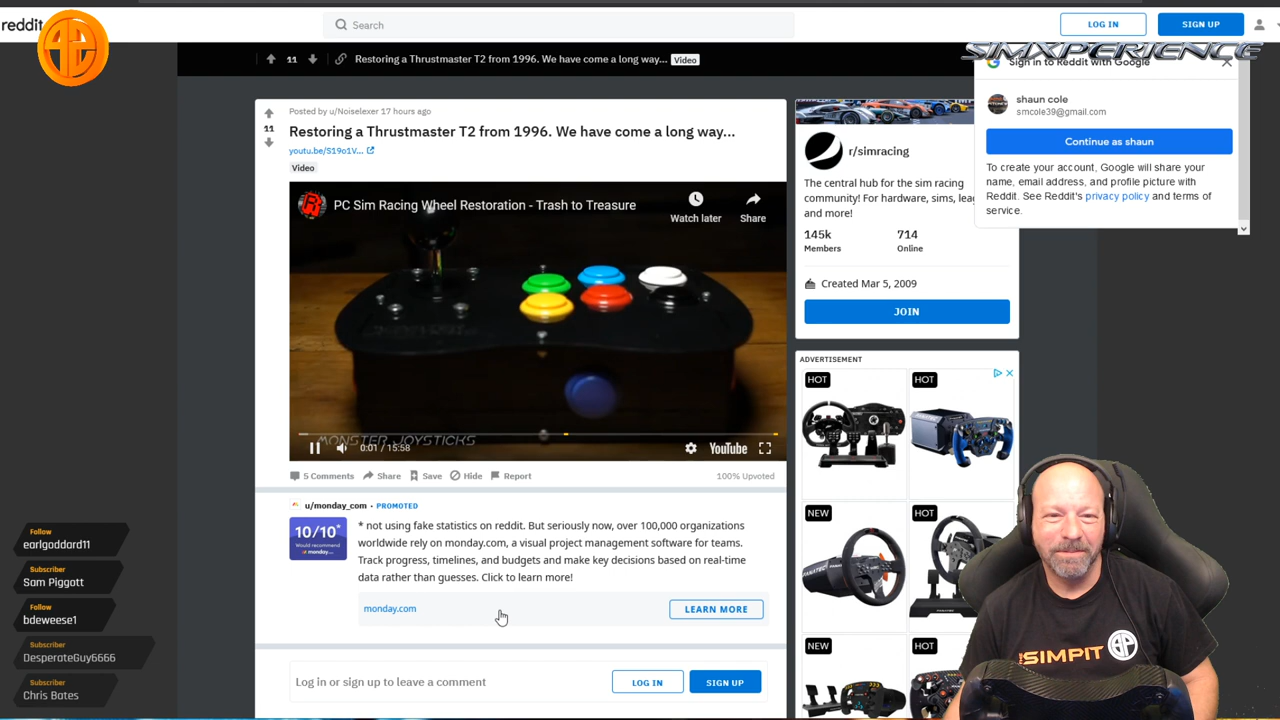 reddit
Search
LOG IN
SIGN UP
SIMXPERIENCE
11
Restoring a Thrustmaster T2 from 1996. We have come a long way...
Video
Sign in to Reddit with Google
shaun cole
smcole39@gmail.com
Continue as shaun
To create your account, Google will share your
name, email address, and profile picture with
Reddit. See Reddit's privacy policy and terms of
service.
Posted by u/Noiselexer 17 hours ago
11
Restoring a Thrustmaster T2 from 1996. We have come a long way...
youtu.be/S19o1V...
Video
PC Sim Racing Wheel Restoration - Trash to Treasure
Watch later
Share
MONSTER JOYSTICKS
0:01 / 15:58
YouTube
5 Comments
Share
Save
Hide
Report
100% Upvoted
r/simracing
The central hub for the sim racing
community! For hardware, sims,
and more!
145k
Members
714
Online
Created Mar 5, 2009
JOIN
ADVERTISEMENT
HOT
HOT
NEW
NEW
HOT
FANATEC
u/monday_com • PROMOTED
10/10*
Would recommend
monday.com
* not using fake statistics on reddit. But seriously now, over 100,000 organizations
worldwide rely on monday.com, a visual project management software for teams.
Track progress, timelines, and budgets and make key decisions based on real-time
data rather than guesses. Click to learn more!
monday.com
LEARN MORE
Log in or sign up to leave a comment
LOG IN
SIGN UP
Follow
earlgoddard11
Subscriber
Sam Piggott
Follow
bdeweese1
Subscriber
DesperateGuy6666
Subscriber
Chris Bates
SIMPIT